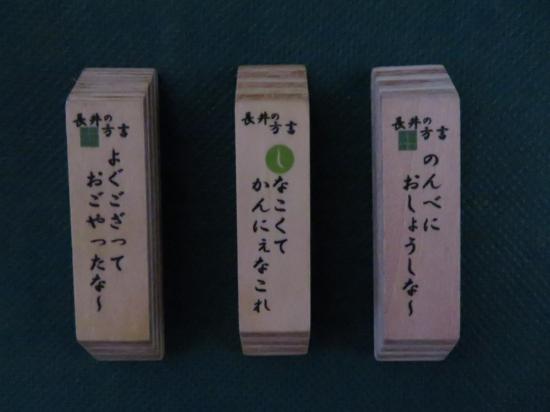 長井の方言
よぐござって
おごやったな～
長井の方言
しなこくて
かんにぇなこれ
長井の方言
のんべに
おしょうしな～